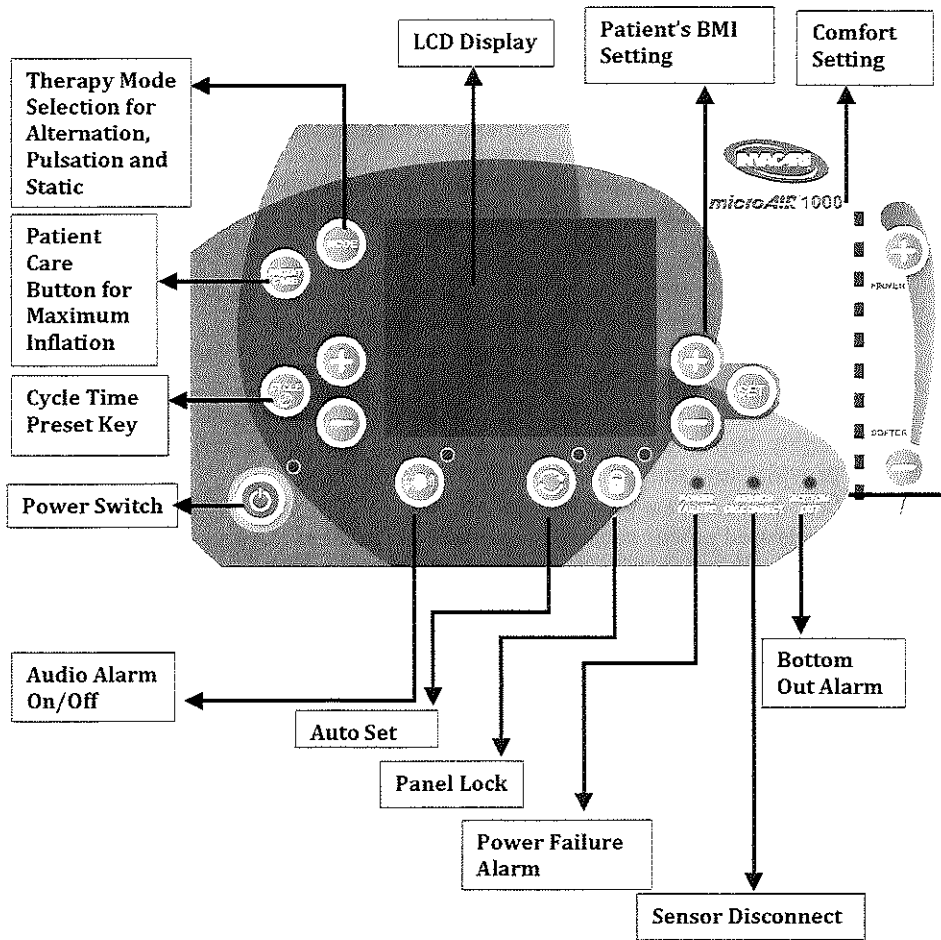 LCD Display
Patient's BMI
Setting
Comfort
Setting
Therapy Mode
Selection for
Alternation,
Pulsation and
Static
INVACARE
microAIR 1000
Patient
Care
Button for
Maximum
Inflation
MODE
FIRMER
Cycle Time
Preset Key
SET
SOFTER
Power Switch
Audio Alarm
On/Off
Auto Set
Panel Lock
Power Failure
Alarm
Bottom
Out Alarm
Sensor Disconnect